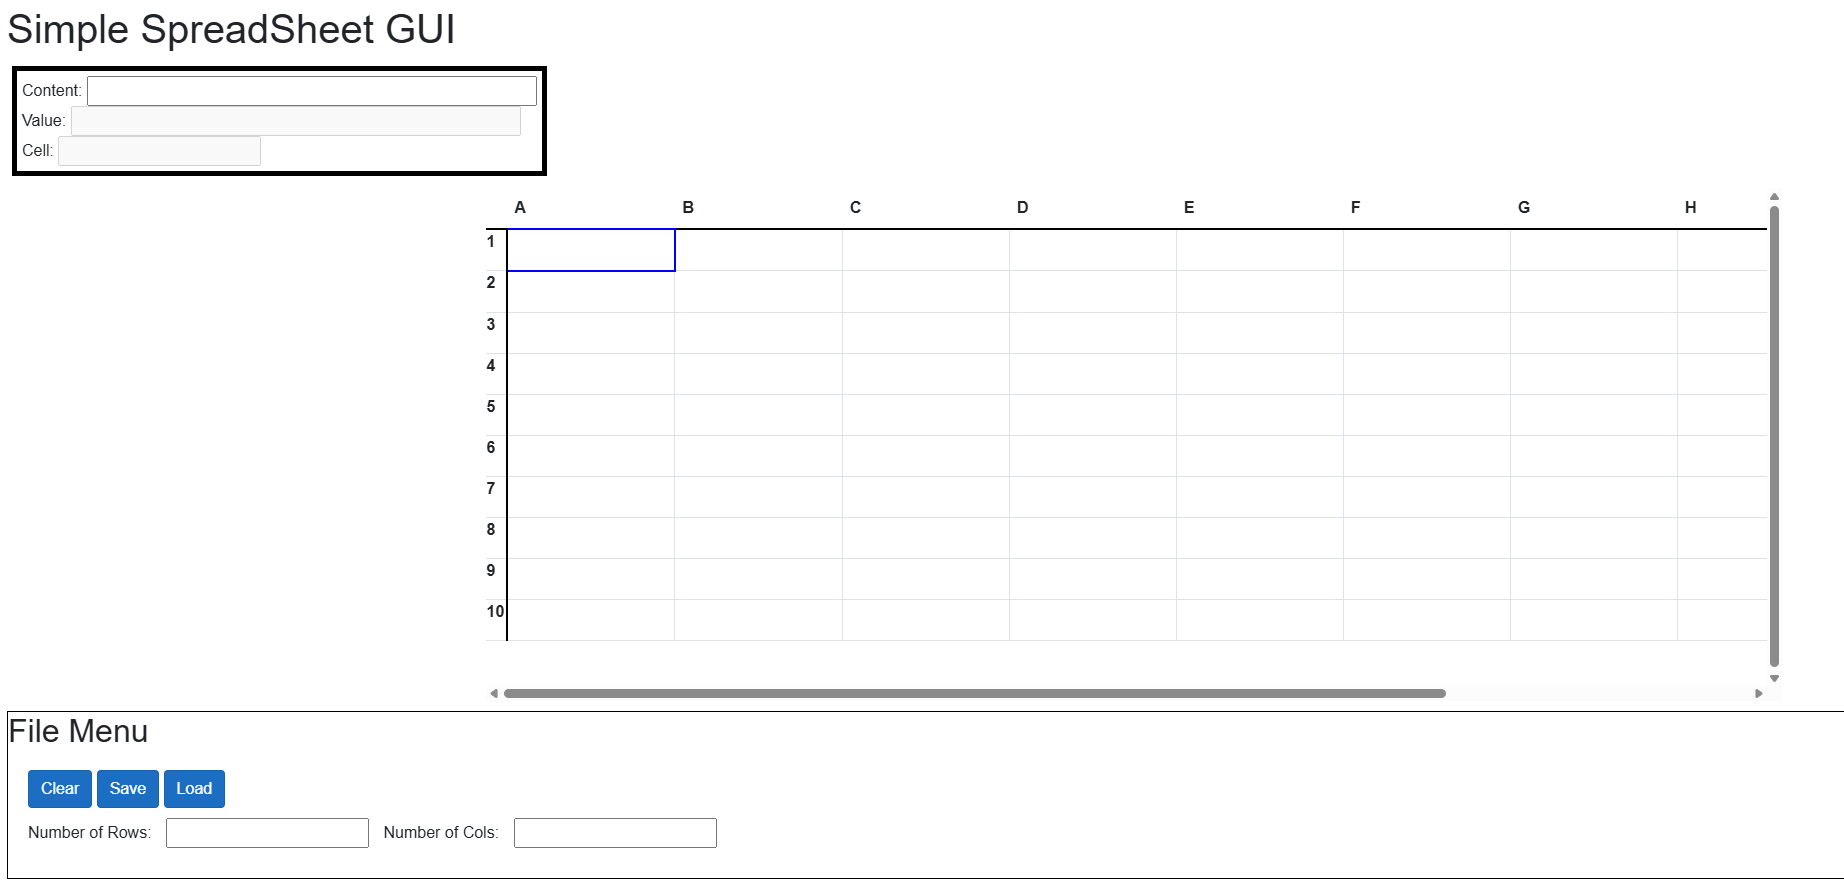 Simple SpreadSheet GUI
Content:
Value:
Cell:
A B C D E F G H
1
2
3
4
5
6
7
8
9
10
File Menu
Clear Save Load
Number of Rows: Number of Cols: